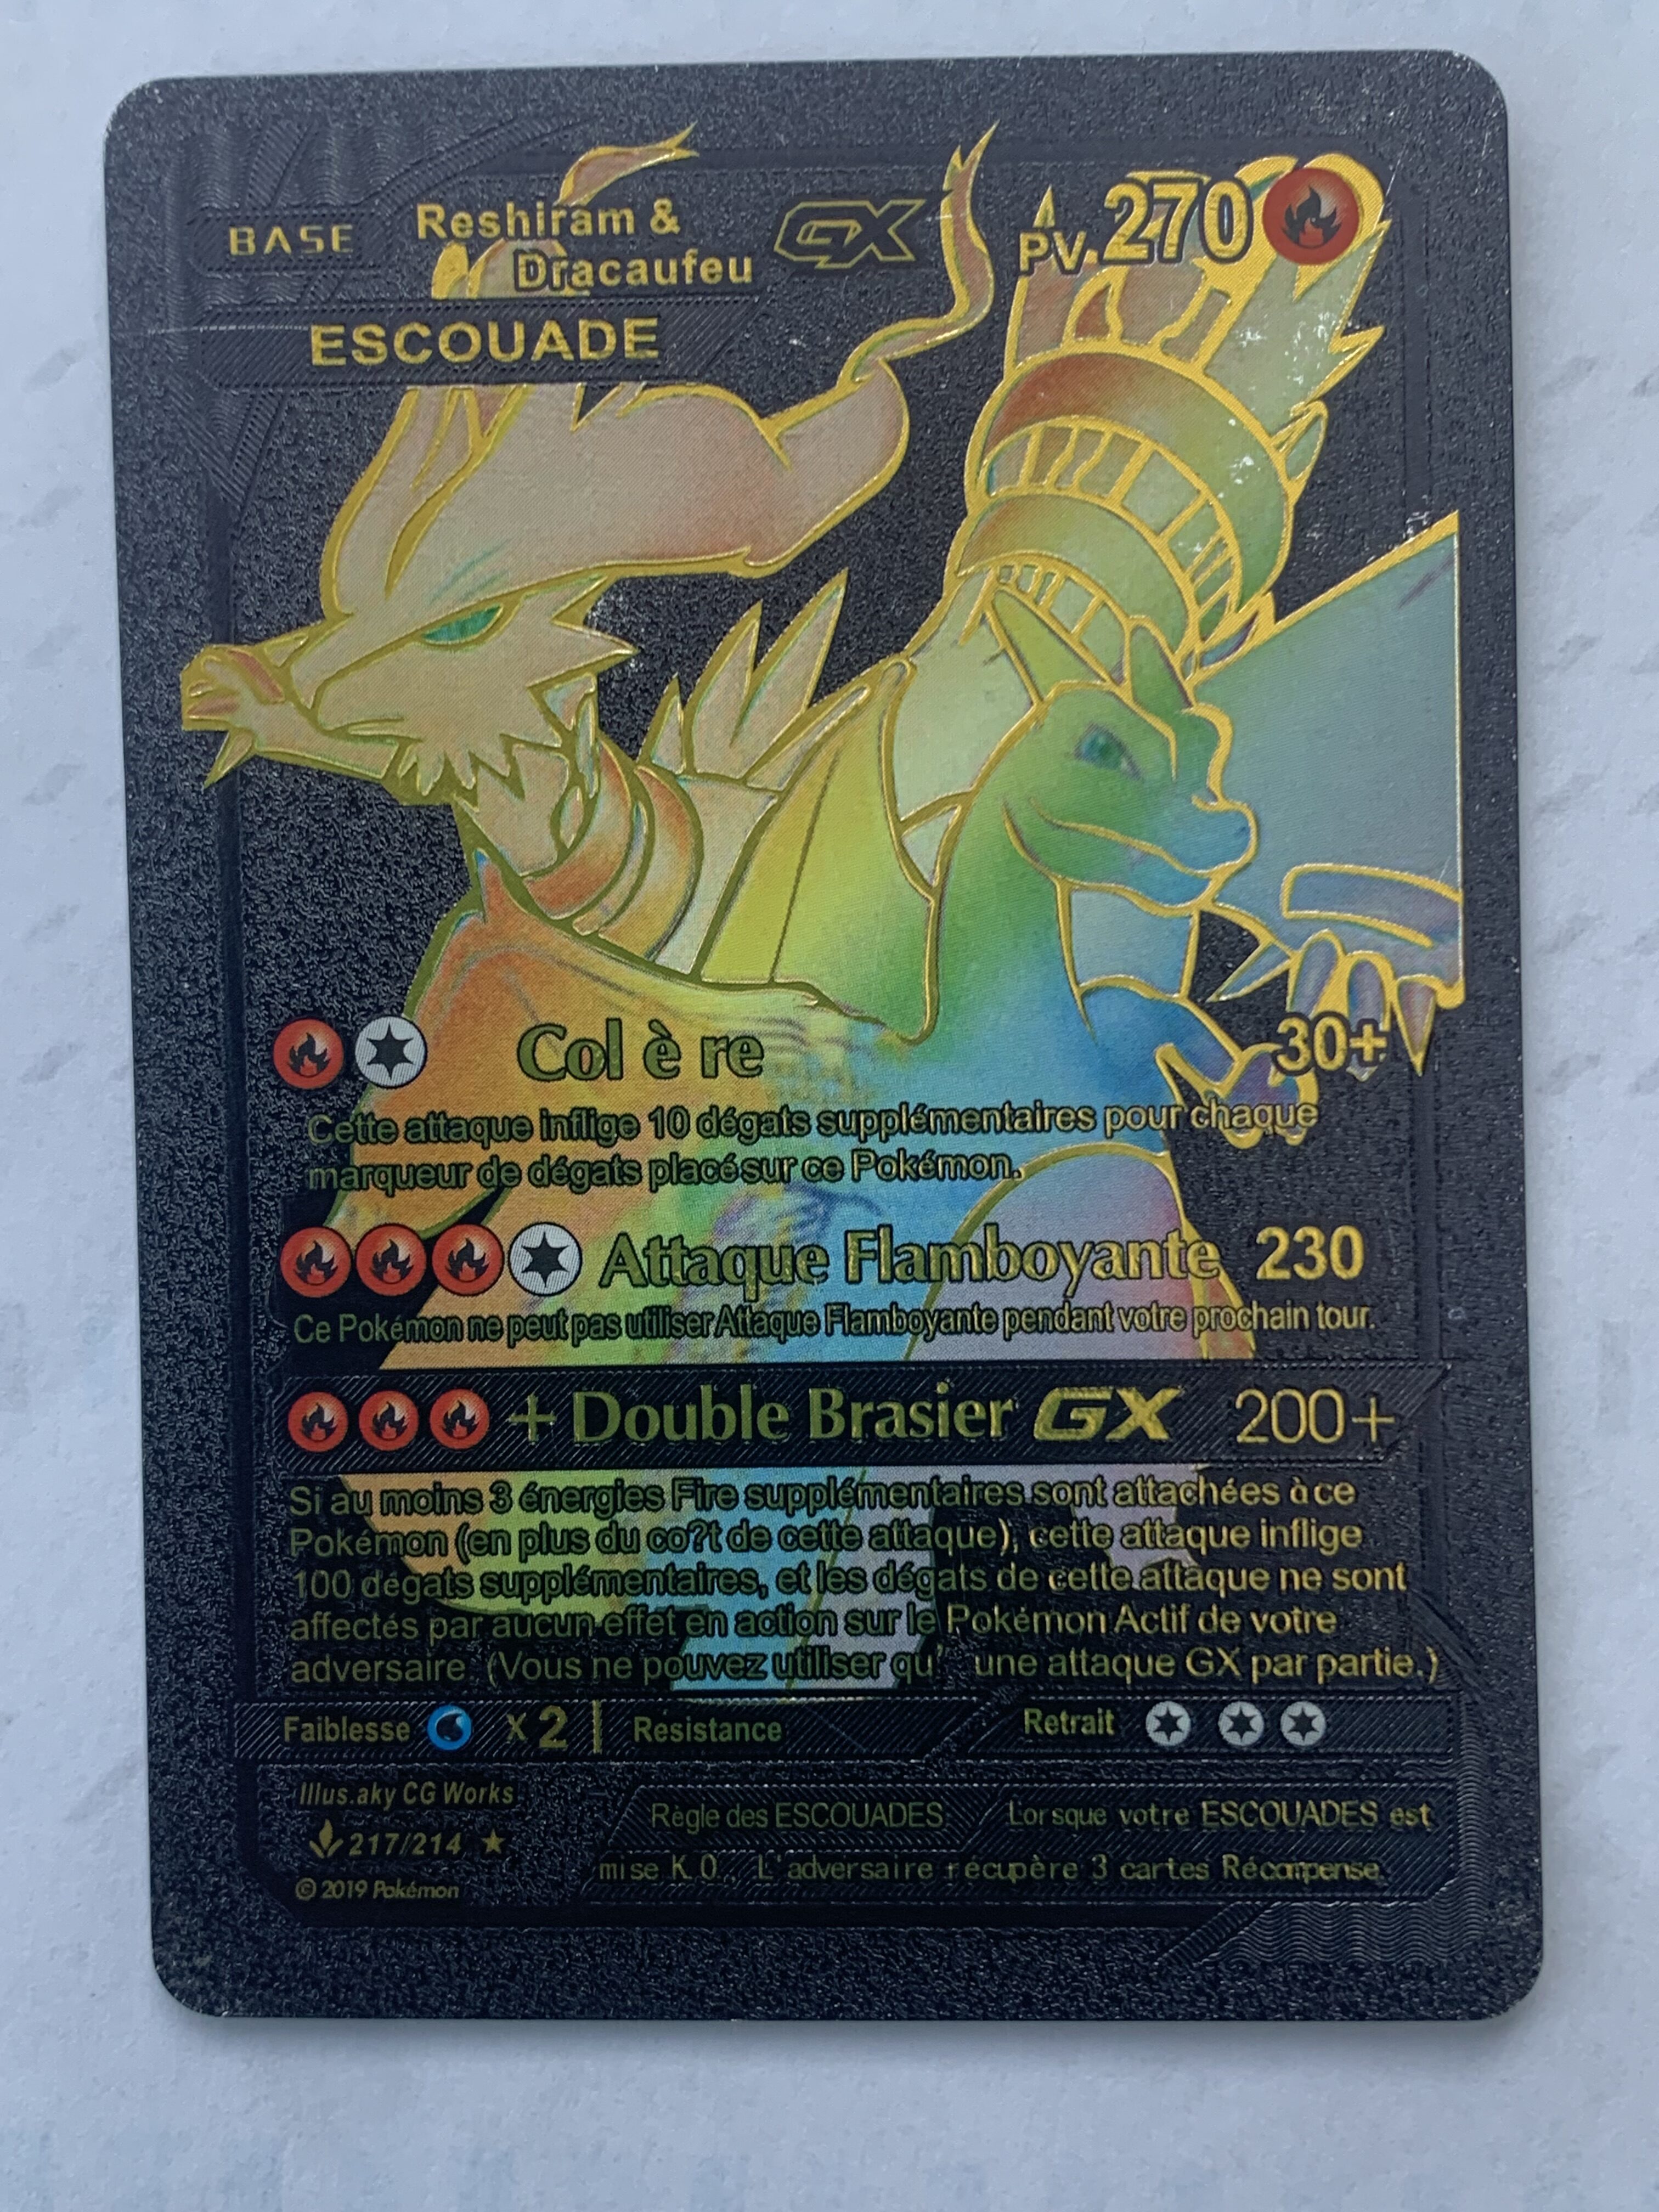 BASE Reshiram & Dracaufeu GX PV.270
ESCOUADE
Col è re 30+
Cette attaque inflige 10 dégats supplémentaires pour chaque
marqueur de dégats placé sur ce Pokémon.
Attaque Flamboyante 230
Ce Pokémon ne peut pas utiliser Attaque Flamboyante pendant votre prochain tour.
+ Double Brasier GX 200+
Si au moins 3 énergies Fire supplémentaires sont attachées à ce
Pokémon (en plus du co?t de cette attaque), cette attaque inflige
100 dégats supplémentaires, et les dégats de cette attaque ne sont
affectés par aucun effet en action sur le Pokémon Actif de votre
adversaire. (Vous ne pouvez utiliser qu' une attaque GX par partie.)
Faiblesse x2 Résistance Retrait
Illus.aky CG Works
217/214 ★
© 2019 Pokémon
Règle des ESCOUADES Lorsque votre ESCOUADES est
mise K.O., L'adversaire récupère 3 cartes Récompense.